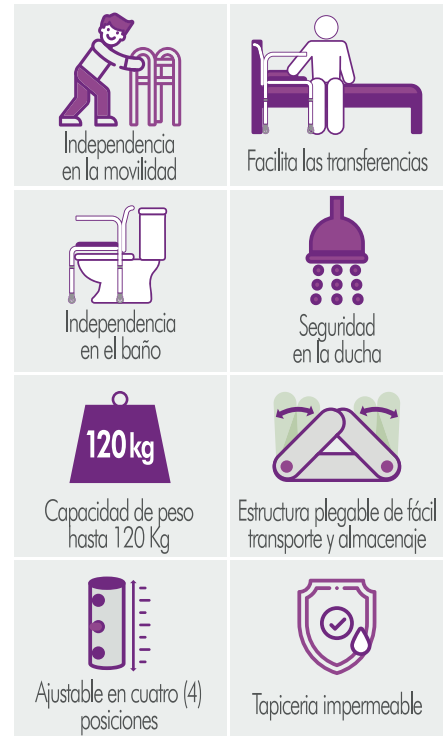 Independencia
en la movilidad
Facilita las transferencias
Independencia
en el baño
Seguridad
en la ducha
120 kg
Capacidad de peso
hasta 120 Kg
Estructura plegable de fácil
transporte y almacenaje
Ajustable en cuatro (4)
posiciones
Tapiceria impermeable